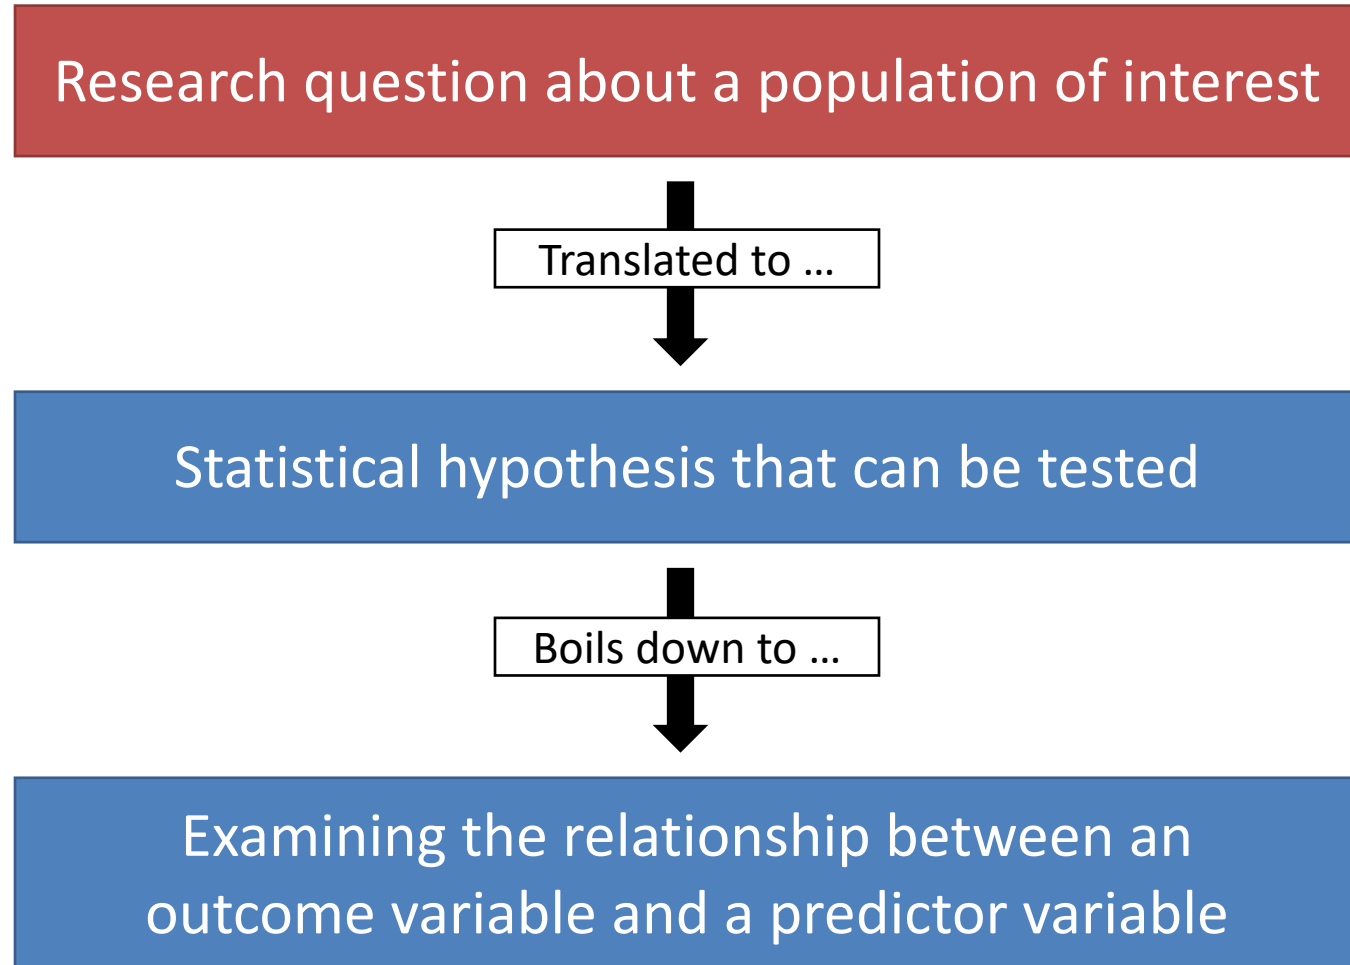 Research question about a population of interest
Translated to …
Statistical hypothesis that can be tested
Boils down to …
Examining the relationship between an
outcome variable and a predictor variable